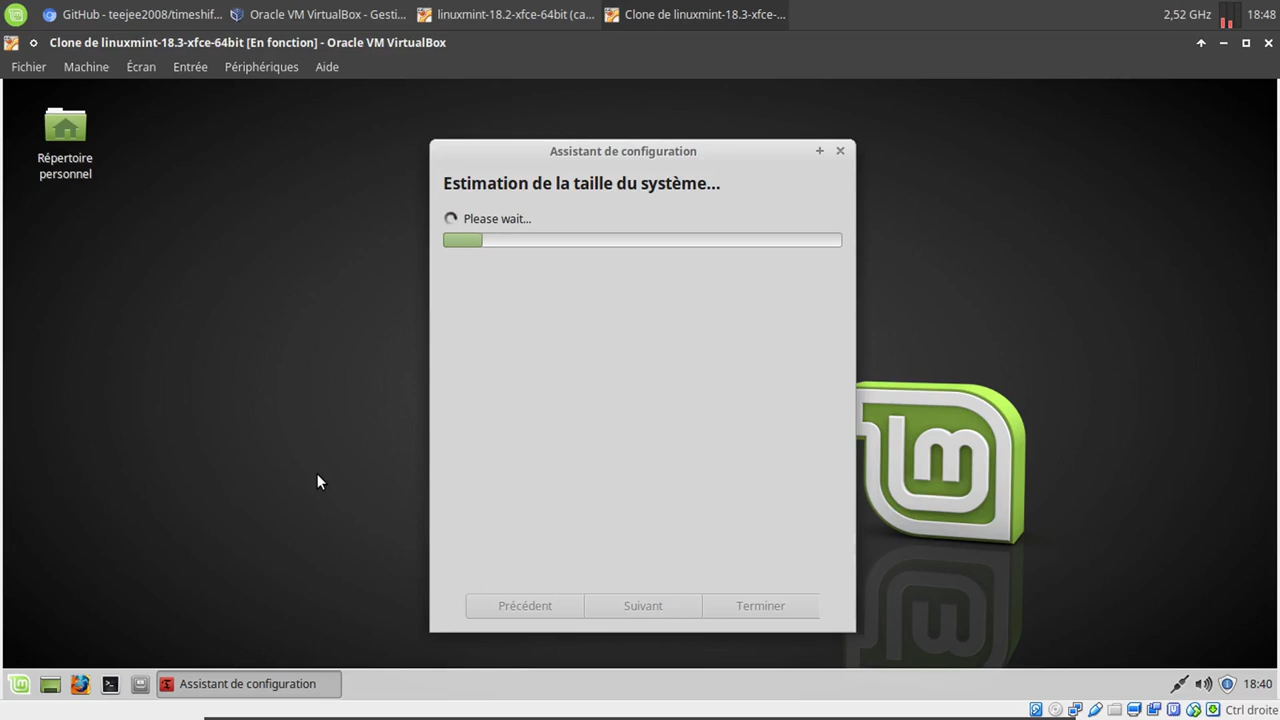 GitHub - teejee2008/timeshif...
Oracle VM VirtualBox - Gesti...
linuxmint-18.2-xfce-64bit (ca...
Clone de linuxmint-18.3-xfce-...
2,52 GHz
18:48
Clone de linuxmint-18.3-xfce-64bit [En fonction] - Oracle VM VirtualBox
Fichier Machine Écran Entrée Périphériques Aide
Répertoire
personnel
Assistant de configuration
Estimation de la taille du système...
Please wait...
Précédent Suivant Terminer
Assistant de configuration
18:40
Ctrl droite